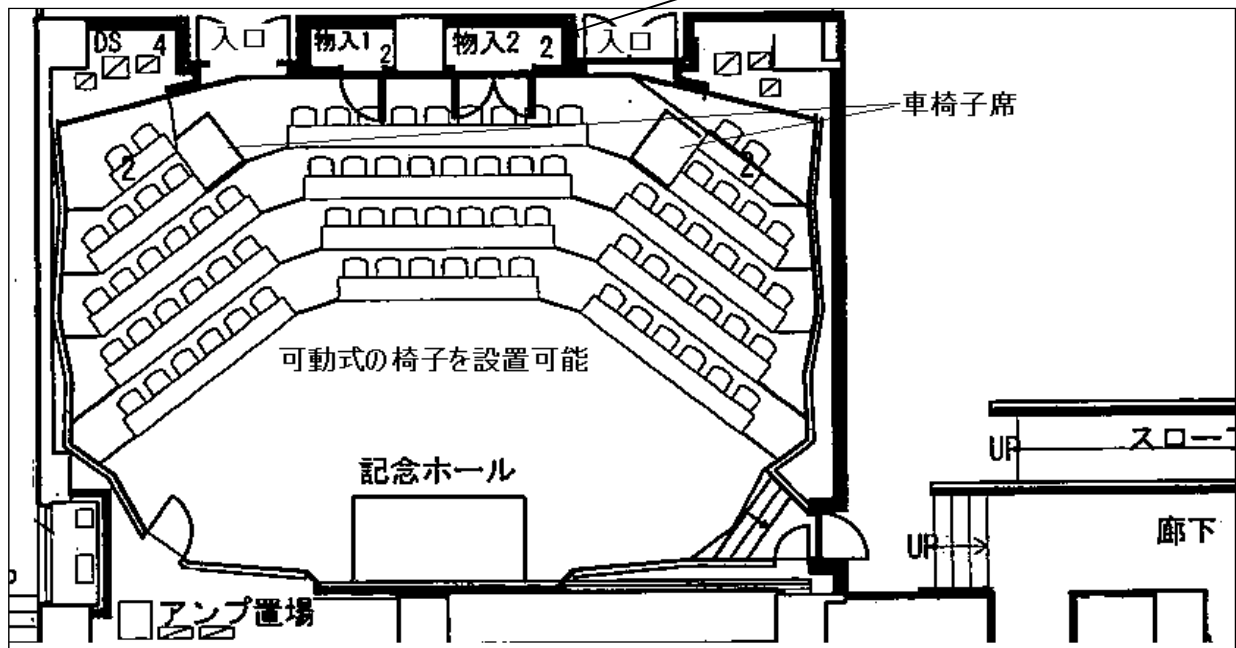 DS 4
入口
物入1 2
物入2 2
入口
車椅子席
2
2
可動式の椅子を設置可能
記念ホール
UP
スロー
UP
廊下
アンプ置場